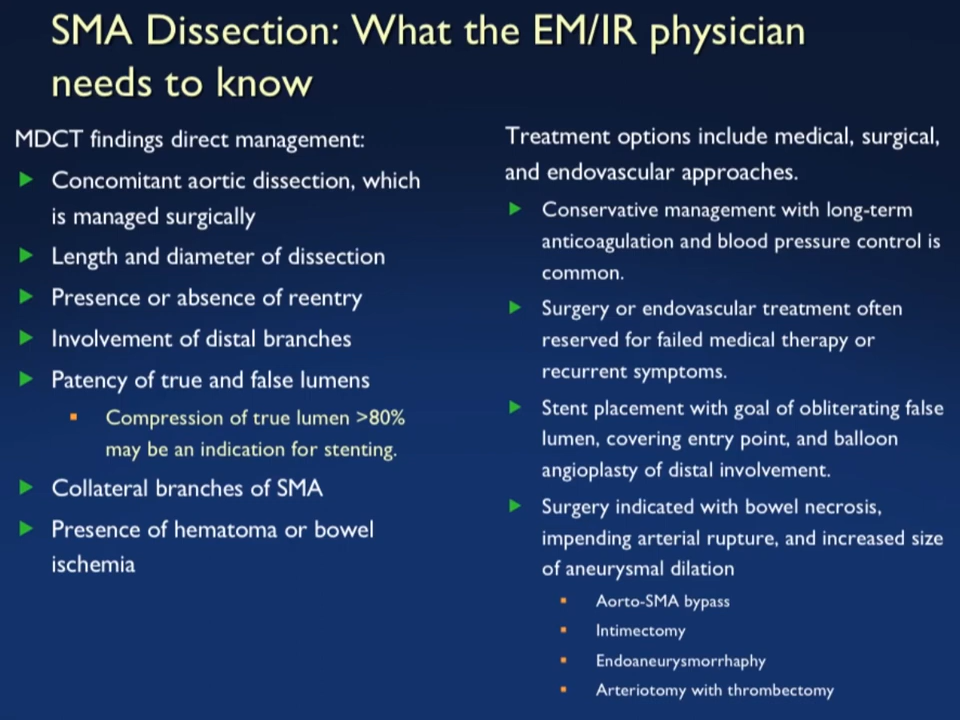 SMA Dissection: What the EM/IR physician
needs to know
MDCT findings direct management:
Concomitant aortic dissection, which
is managed surgically
Length and diameter of dissection
Presence or absence of reentry
Involvement of distal branches
Patency of true and false lumens
Compression of true lumen >80%
may be an indication for stenting.
Collateral branches of SMA
Presence of hematoma or bowel
ischemia
Treatment options include medical, surgical,
and endovascular approaches.
Conservative management with long-term
anticoagulation and blood pressure control is
common.
Surgery or endovascular treatment often
reserved for failed medical therapy or
recurrent symptoms.
Stent placement with goal of obliterating false
lumen, covering entry point, and balloon
angioplasty of distal involvement.
Surgery indicated with bowel necrosis,
impending arterial rupture, and increased size
of aneurysmal dilation
Aorto-SMA bypass
Intimectomy
Endoaneurysmorrhaphy
Arteriotomy with thrombectomy